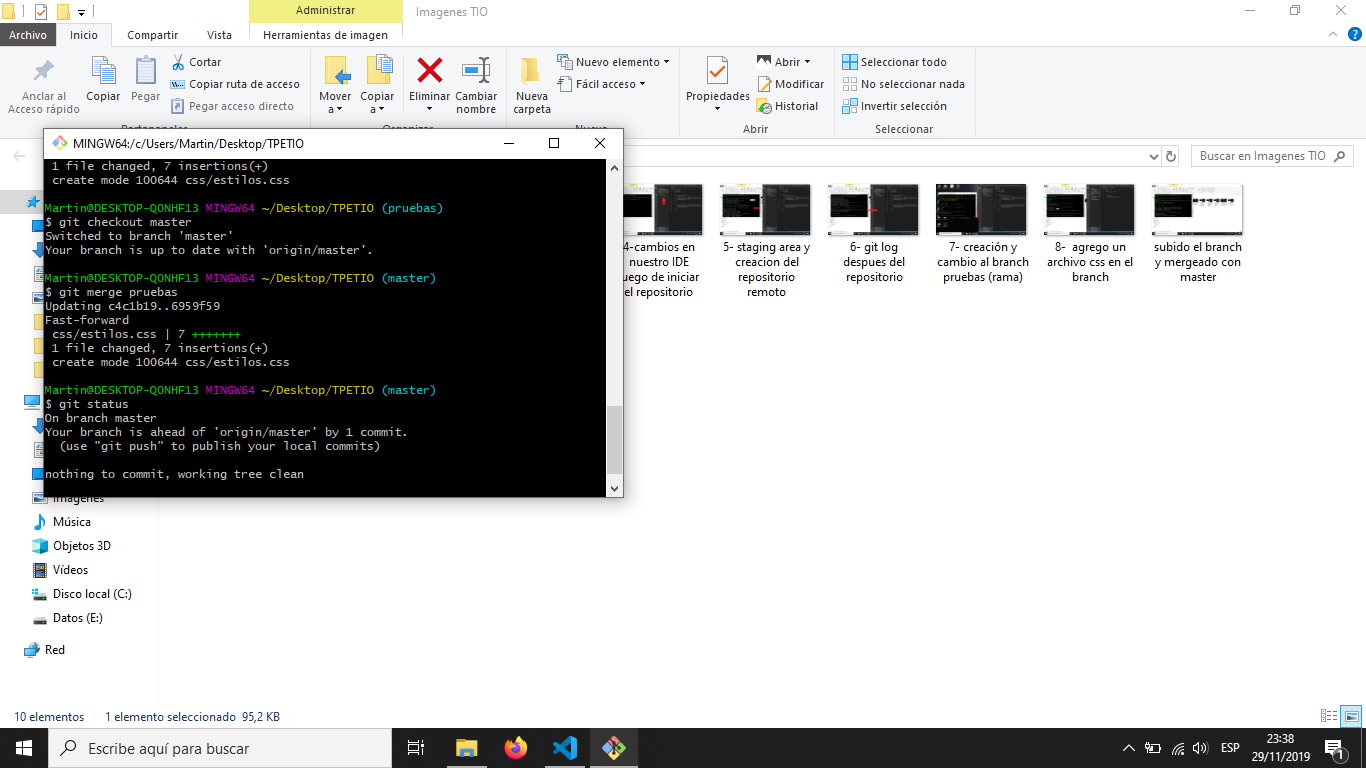 Administrar
Imagenes TIO
Archivo
Inicio
Compartir
Vista
Herramientas de imagen
Anclar al
Acceso rápido
Copiar
Pegar
Cortar
Copiar ruta de acceso
Pegar acceso directo
Mover
a
Copiar
a
Eliminar
Cambiar
nombre
Nueva
carpeta
Nuevo elemento
Fácil acceso
Propiedades
Abrir
Modificar
Historial
Seleccionar todo
No seleccionar nada
Invertir selección
Portapapeles
Organizar
Nuevo
Abrir
Seleccionar
Buscar en Imagenes TIO
MINGW64:/c/Users/Martin/Desktop/TPETIO
1 file changed, 7 insertions(+)
create mode 100644 css/estilos.css
Martin@DESKTOP-Q0NHF13 MINGW64 ~/Desktop/TPETIO (pruebas)
$ git checkout master
Switched to branch 'master'
Your branch is up to date with 'origin/master'.
Martin@DESKTOP-Q0NHF13 MINGW64 ~/Desktop/TPETIO (master)
$ git merge pruebas
Updating c4c1b19..6959f59
Fast-forward
css/estilos.css | 7 +++++++
1 file changed, 7 insertions(+)
create mode 100644 css/estilos.css
Martin@DESKTOP-Q0NHF13 MINGW64 ~/Desktop/TPETIO (master)
$ git status
On branch master
Your branch is ahead of 'origin/master' by 1 commit.
(use "git push" to publish your local commits)
nothing to commit, working tree clean
4-cambios en
nuestro IDE
uego de iniciar
el repositorio
5- staging area y
creacion del
repositorio
remoto
6- git log
despues del
repositorio
7- creación y
cambio al branch
pruebas (rama)
8- agrego un
archivo css en el
branch
subido el branch
y mergeado con
master
Imágenes
Música
Objetos 3D
Vídeos
Disco local (C:)
Datos (E:)
Red
10 elementos
1 elemento seleccionado 95,2 KB
Escribe aquí para buscar
ESP
23:38
29/11/2019
1